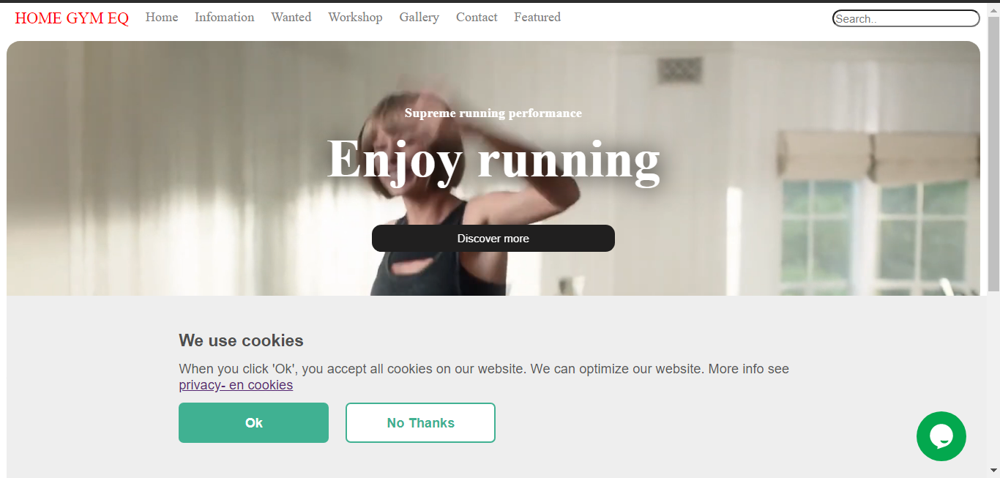 HOME GYM EQ Home Infomation Wanted Workshop Gallery Contact Featured Search..
Supreme running performance
Enjoy running
Discover more
We use cookies
When you click 'Ok', you accept all cookies on our website. We can optimize our website. More info see
privacy- en cookies
Ok No Thanks